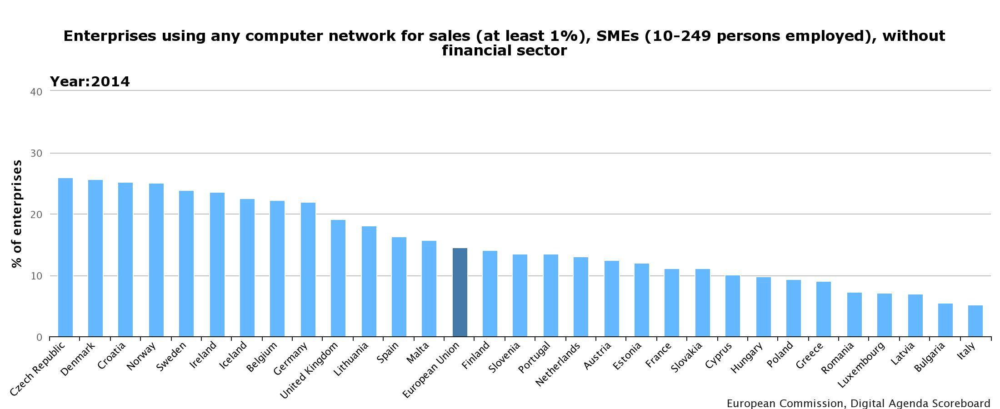 Enterprises using any computer network for sales (at least 1%), SMEs (10-249 persons employed), without
financial sector
Year:2014
40
30
20
10
0
% of enterprises
Czech Republic
Denmark
Croatia
Norway
Sweden
Ireland
Iceland
Belgium
Germany
United Kingdom
Lithuania
Spain
Malta
European Union
Finland
Slovenia
Portugal
Netherlands
Austria
Estonia
France
Slovakia
Cyprus
Hungary
Poland
Greece
Romania
Luxembourg
Latvia
Bulgaria
Italy
European Commission, Digital Agenda Scoreboard